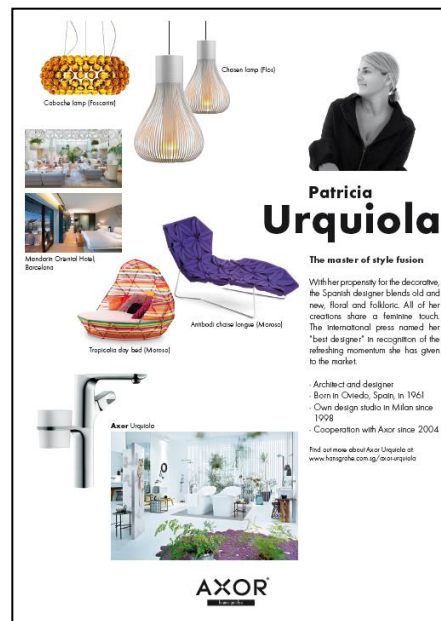 Caboche lamp (Foscarini)
Chasen lamp (Flos)
Mandarin Oriental Hotel,
Barcelona
Tropicalia day bed (Moroso)
Antibodi chaise longue (Moroso)
Axor Urquiola
Patricia
Urquiola
The master of style fusion
With her propensity for the decorative,
the Spanish designer blends old and
new, floral and folkloric. All of her
creations share a feminine touch.
The international press named her
"best designer" in recognition of the
refreshing momentum she has given
to the market.
· Architect and designer
· Born in Oviedo, Spain, in 1961
· Own design studio in Milan since
1998
· Cooperation with Axor since 2004
Find out more about Axor Urquiola at
www.hansgrohe.com.sg/axor-urquiola
AXOR®
hansgrohe